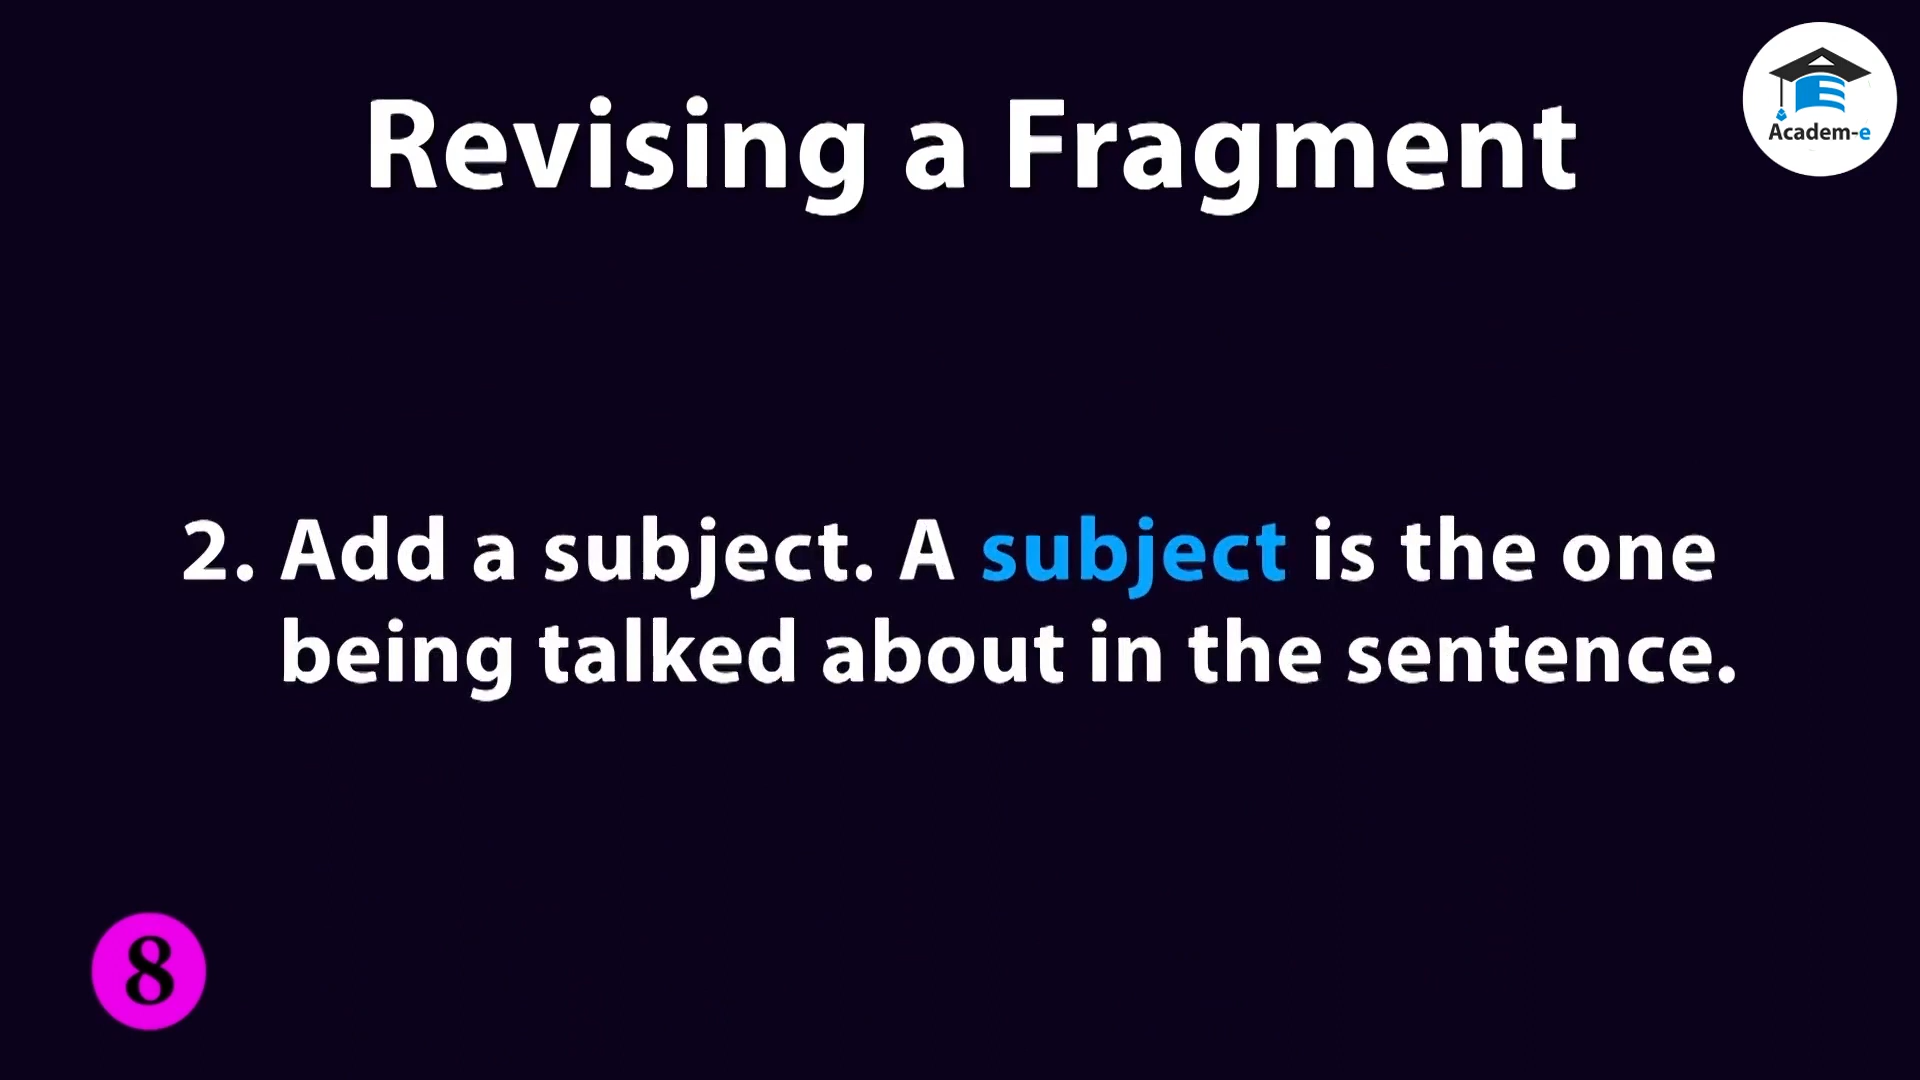 Revising a Fragment
Academ-e
2. Add a subject. A subject is the one
being talked about in the sentence.
8